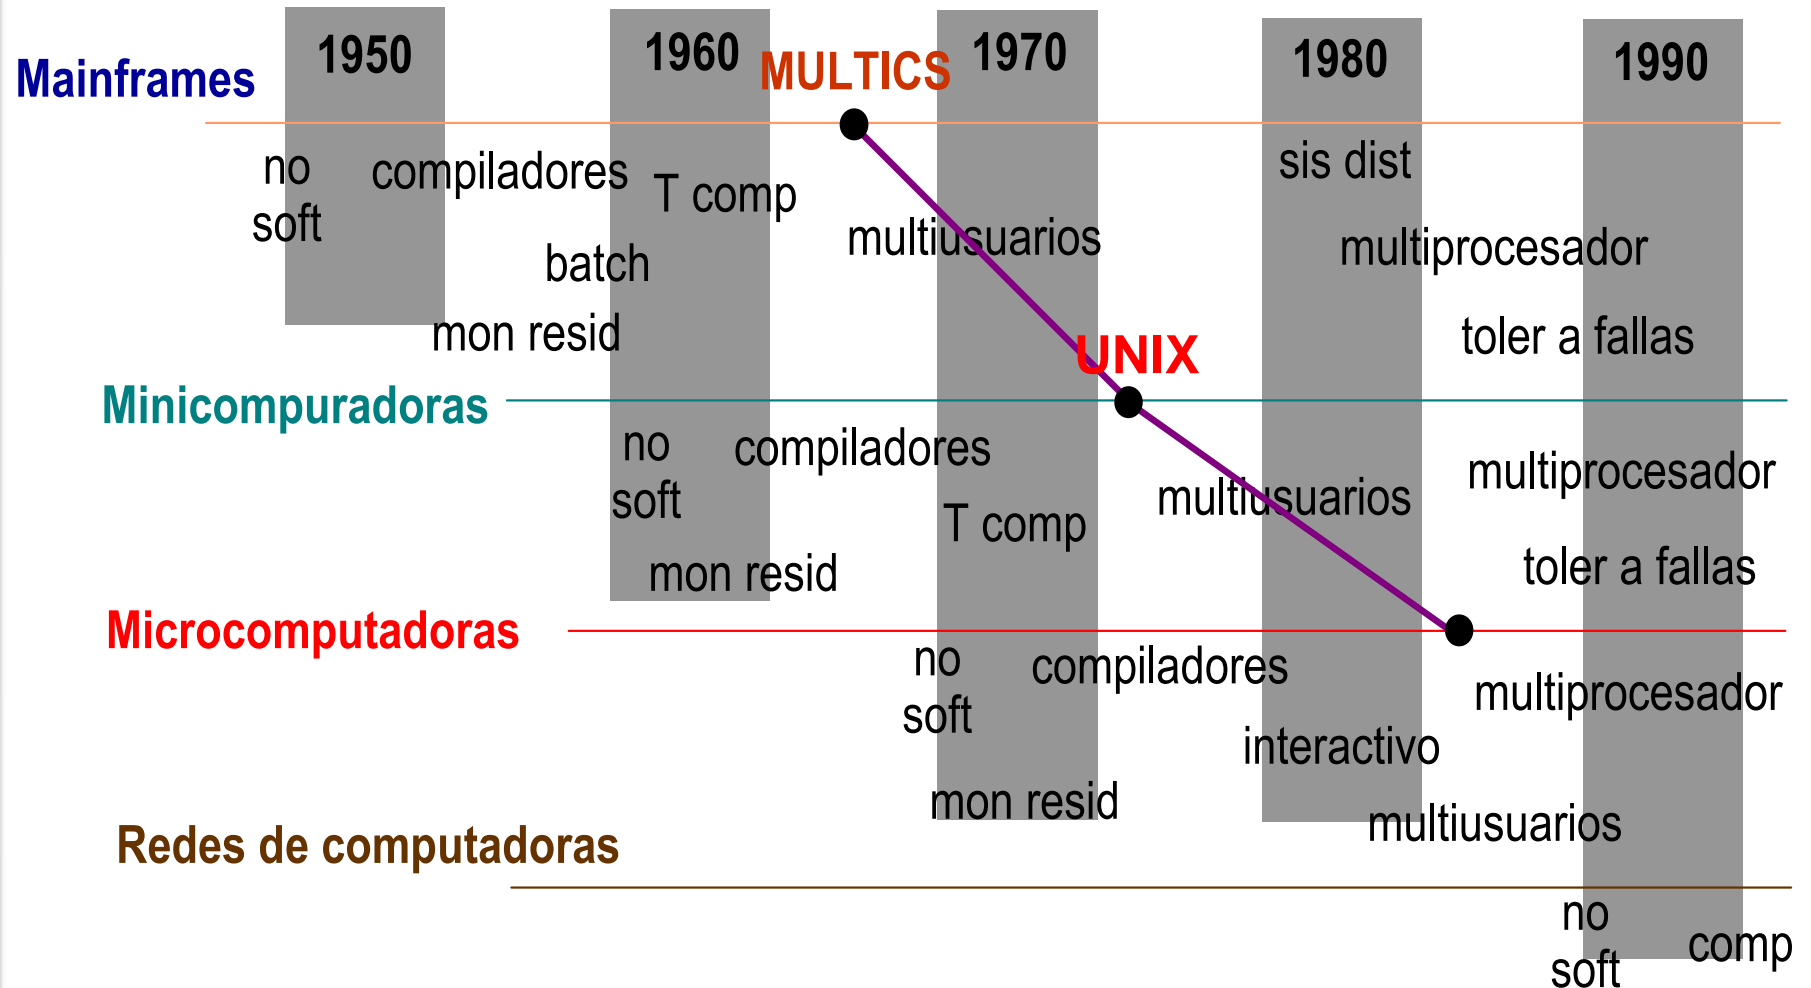 1950
1960
1970
1980
1990
Mainframes
MULTICS
no
soft
compiladores
T comp
sis dist
batch
multiusuarios
multiprocesador
mon resid
UNIX
toler a fallas
Minicompuradoras
no
soft
compiladores
multiprocesador
T comp
multiusuarios
mon resid
toler a fallas
Microcomputadoras
no
soft
compiladores
multiprocesador
interactivo
mon resid
multiusuarios
Redes de computadoras
no
soft
comp